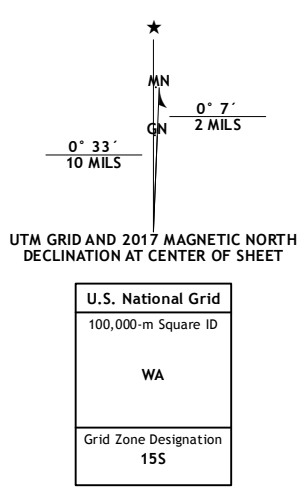 ★
MN
0° 7´
2 MILS
GN
0° 33´
10 MILS
UTM GRID AND 2017 MAGNETIC NORTH
DECLINATION AT CENTER OF SHEET
U.S. National Grid
100,000-m Square ID
WA
Grid Zone Designation
15S